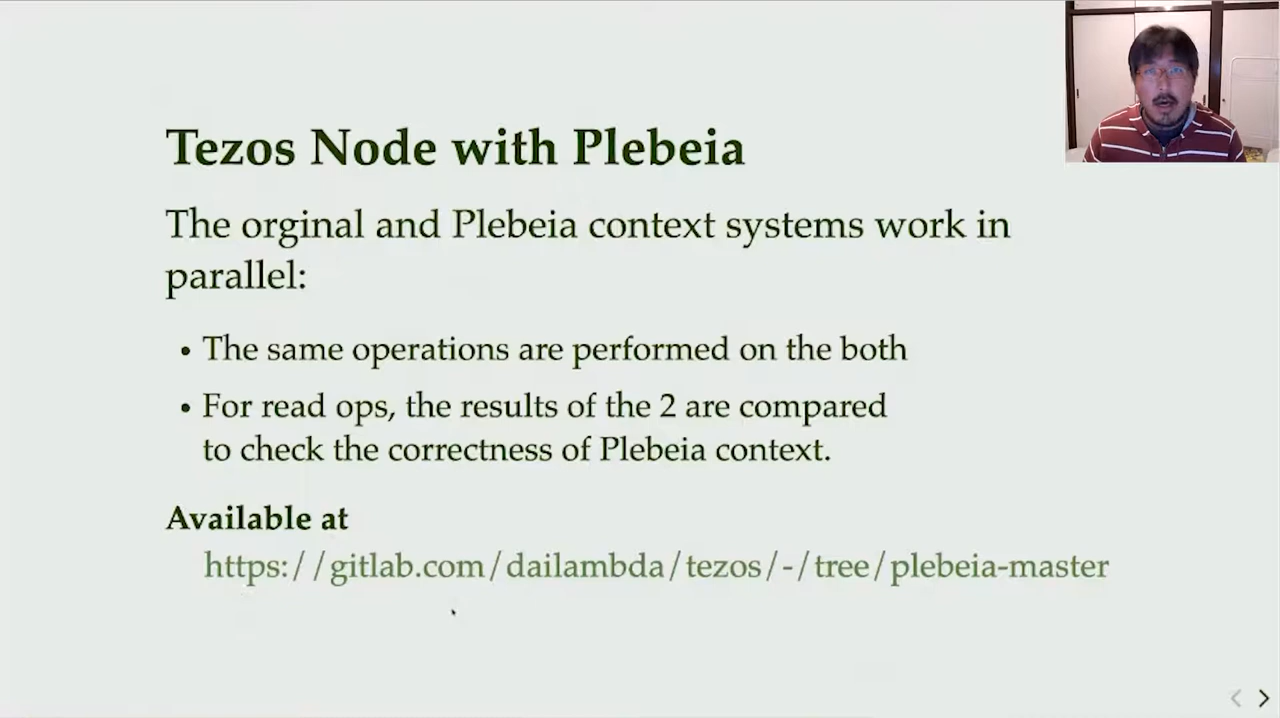 Tezos Node with Plebeia
The orginal and Plebeia context systems work in
parallel:
• The same operations are performed on the both
• For read ops, the results of the 2 are compared
to check the correctness of Plebeia context.
Available at
https://gitlab.com/dailambda/tezos/-/tree/plebeia-master